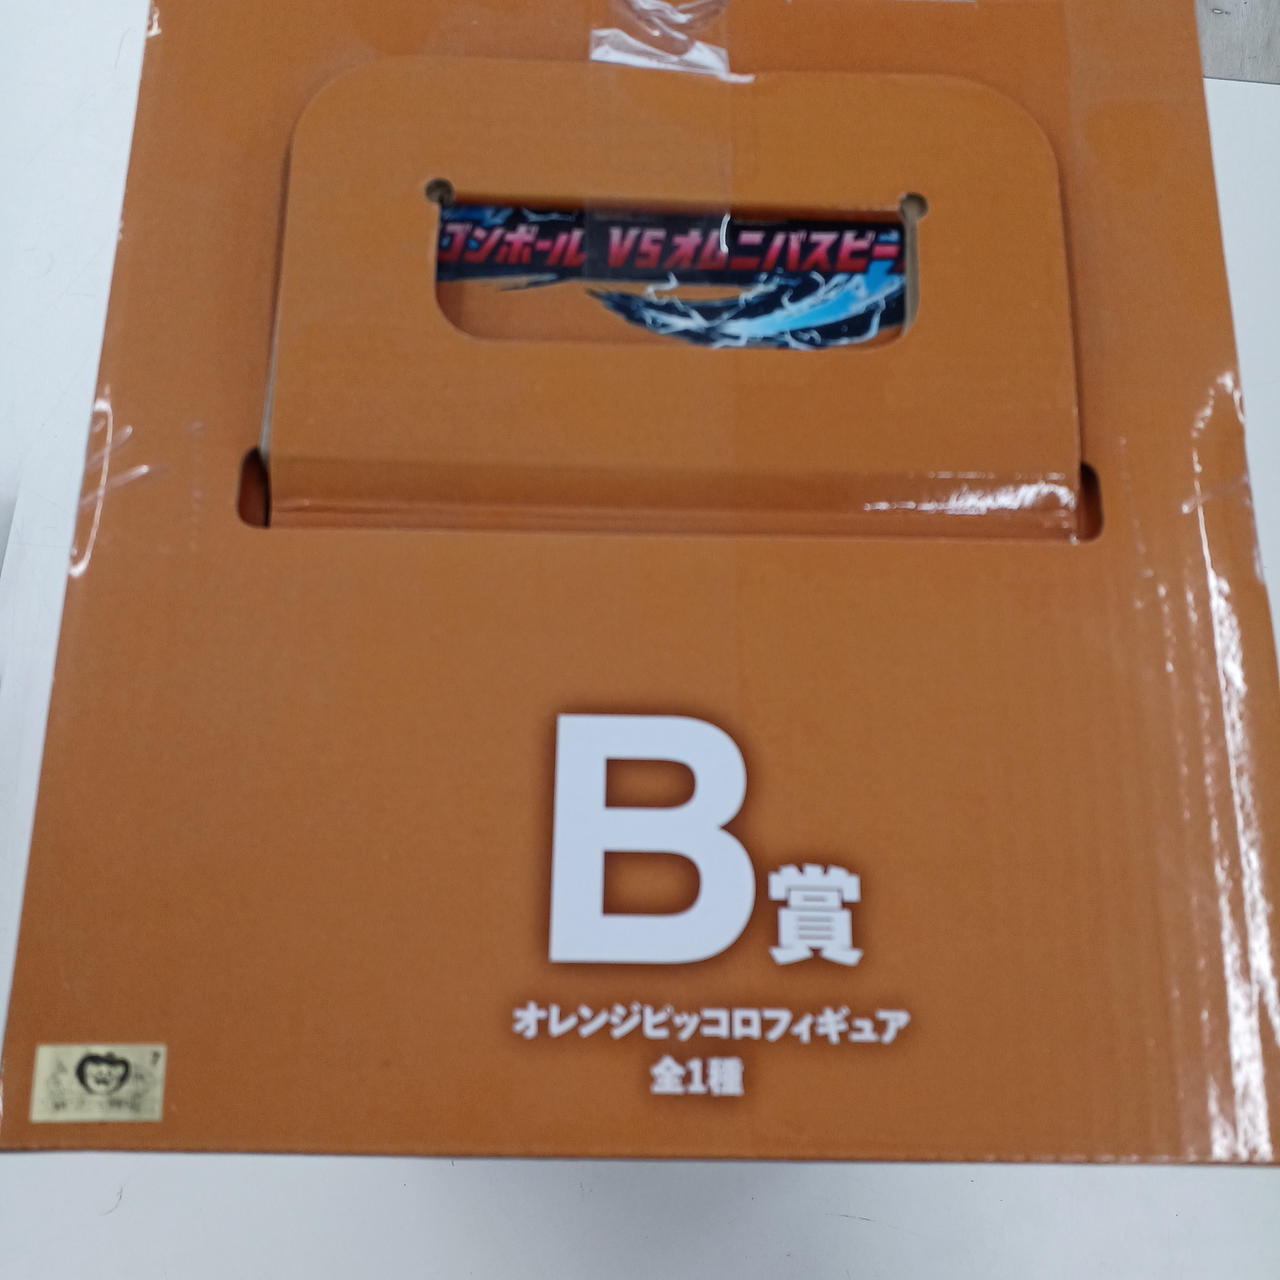 ゴンボール VSオムニバスビー
B賞
オレンジピッコロフィギュア
全1種